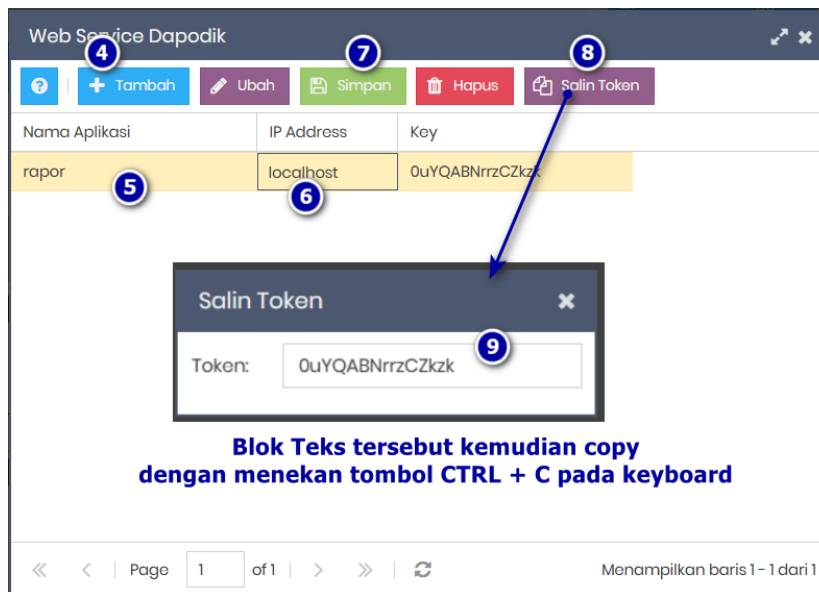 Web Service Dapodik
4
7
8
Tambah
Ubah
Simpan
Hapus
Salin Token
Nama Aplikasi
IP Address
Key
rapor
localhost
0uYQABNrrzCZkzk
5
6
Salin Token
Token:
0uYQABNrrzCZkzk
9
Blok Teks tersebut kemudian copy
dengan menekan tombol CTRL + C pada keyboard
Page 1 of 1
Menampilkan baris 1 - 1 dari 1